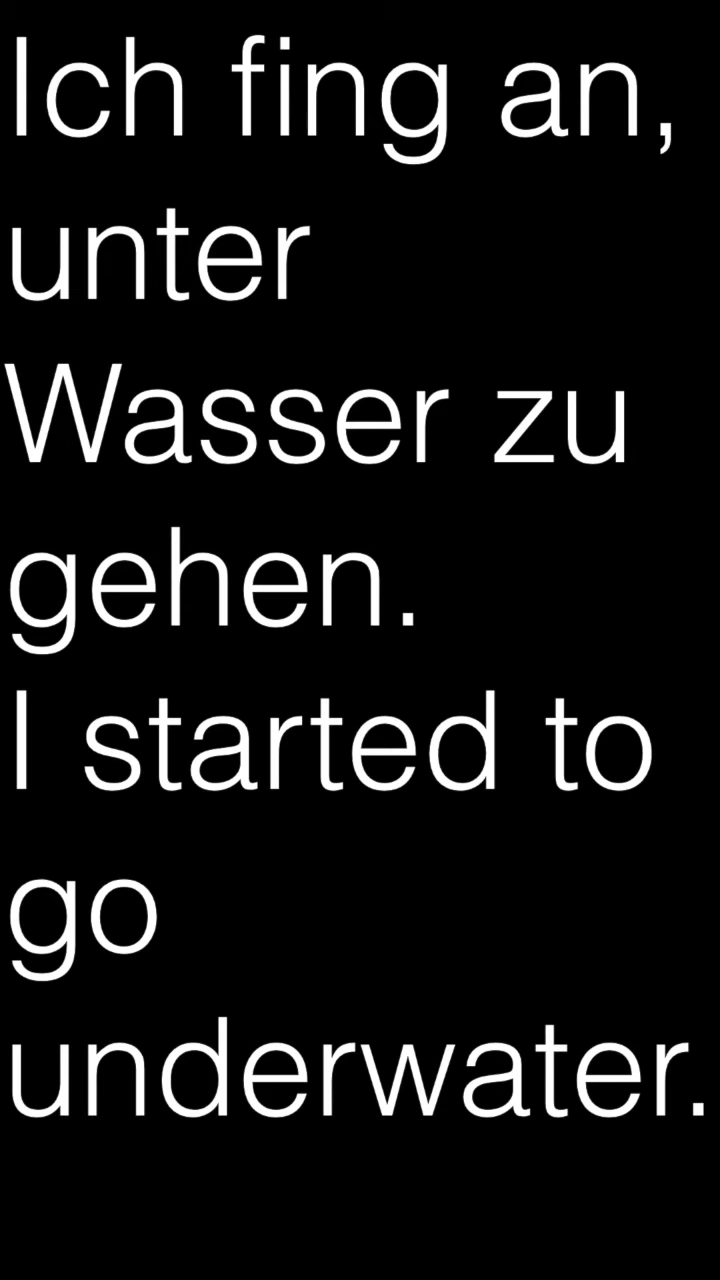 Ich fing an,
unter
Wasser zu
gehen.
I started to
go
underwater.